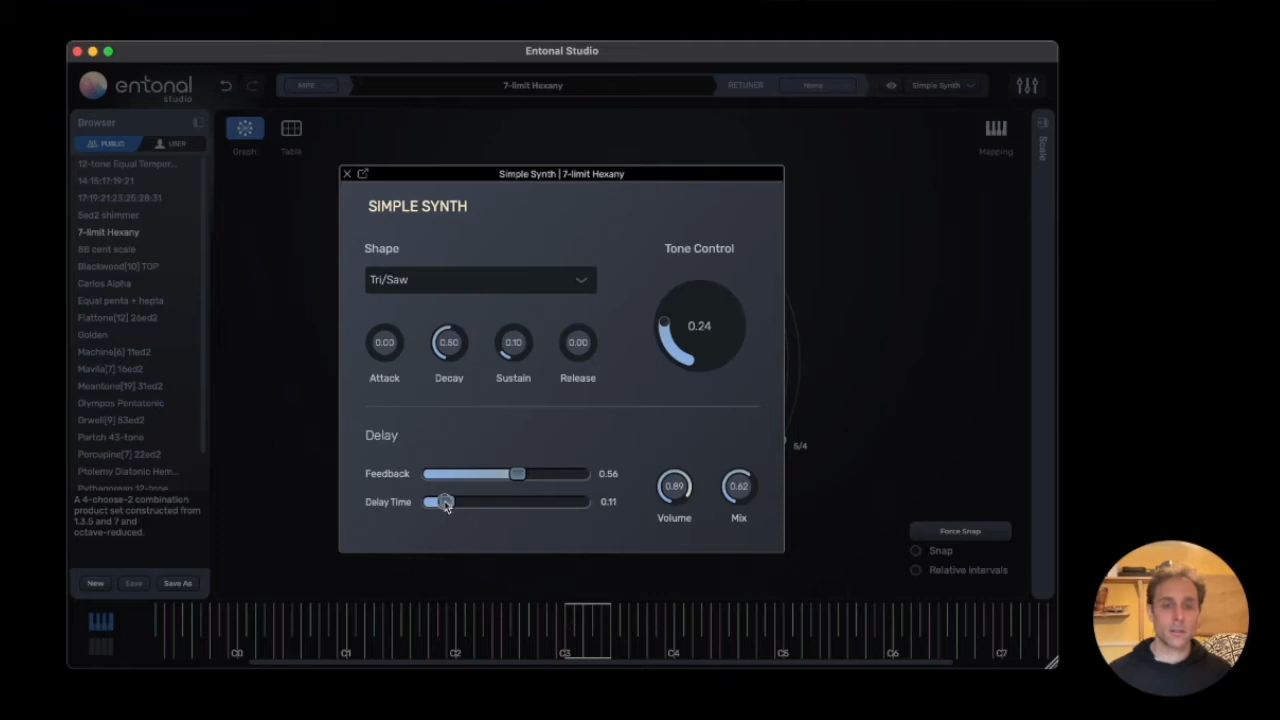 Entonal Studio
entonal
studio
MPE
7-limit Hexany
RETUNER
None
Simple Synth
Browser
PUBLIC
USER
Graph
Table
Mapping
Scale
12-tone Equal Temper...
14:15:17:19:21
17:19:21:23:25:28:31
5ed2 shimmer
7-limit Hexany
88 cent scale
Blackwood[10] TOP
Carlos Alpha
Equal penta + hepta
Flattone[12] 26ed2
Golden
Machine[6] 11ed2
Mavila[7] 16ed2
Meantone[19] 31ed2
Olympos Pentatonic
Orwell[9] 53ed2
Partch 43-tone
Porcupine[7] 22ed2
Ptolemy Diatonic Hem...
Pythagorean 12-tone
A 4-choose-2 combination
product set constructed from
1.3.5 and 7 and
octave-reduced.
New
Save
Save As
Simple Synth | 7-limit Hexany
SIMPLE SYNTH
Shape
Tri/Saw
Tone Control
0.24
0.00
0.50
0.10
0.00
Attack
Decay
Sustain
Release
Delay
Feedback
0.56
Delay Time
0.11
0.89
0.62
Volume
Mix
5/4
Force Snap
Snap
Relative intervals
C0
C1
C2
C3
C4
C5
C6
C7